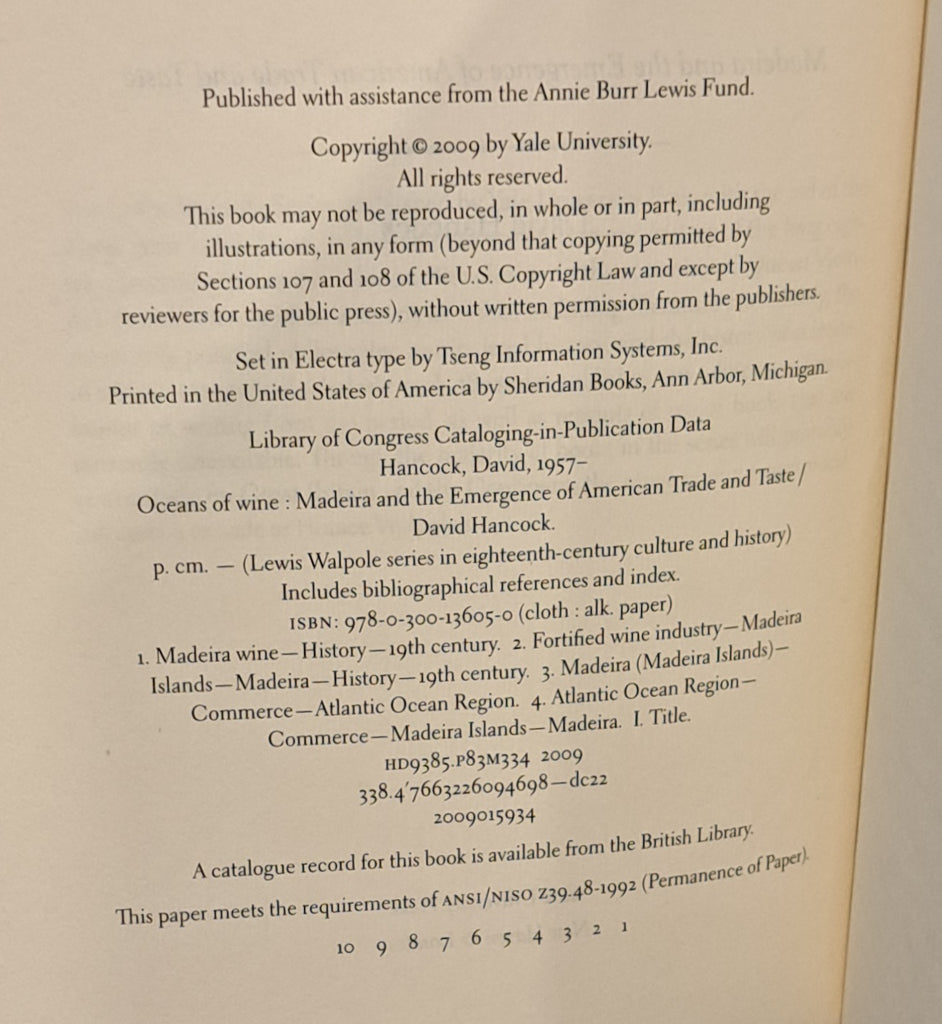 Published with assistance from the Annie Burr Lewis Fund.
Copyright © 2009 by Yale University.
All rights reserved.
This book may not be reproduced, in whole or in part, including
illustrations, in any form (beyond that copying permitted by
Sections 107 and 108 of the U.S. Copyright Law and except by
reviewers for the public press), without written permission from the publishers.
Set in Electra type by Tseng Information Systems, Inc.
Printed in the United States of America by Sheridan Books, Ann Arbor, Michigan.
Library of Congress Cataloging-in-Publication Data
Hancock, David, 1957–
Oceans of wine : Madeira and the Emergence of American Trade and Taste /
David Hancock.
p. cm. — (Lewis Walpole series in eighteenth-century culture and history)
Includes bibliographical references and index.
ISBN: 978-0-300-13605-0 (cloth : alk. paper)
1. Madeira wine—History—19th century. 2. Fortified wine industry—Madeira
Islands—Madeira—History—19th century. 3. Madeira (Madeira Islands)—
Commerce—Atlantic Ocean Region. 4. Atlantic Ocean Region—
Commerce—Madeira Islands—Madeira. I. Title.
HD9385.P83M334 2009
338.4′7663226094698—dc22
2009015934
A catalogue record for this book is available from the British Library.
This paper meets the requirements of ANSI/NISO Z39.48-1992 (Permanence of Paper).
10 9 8 7 6 5 4 3 2 1